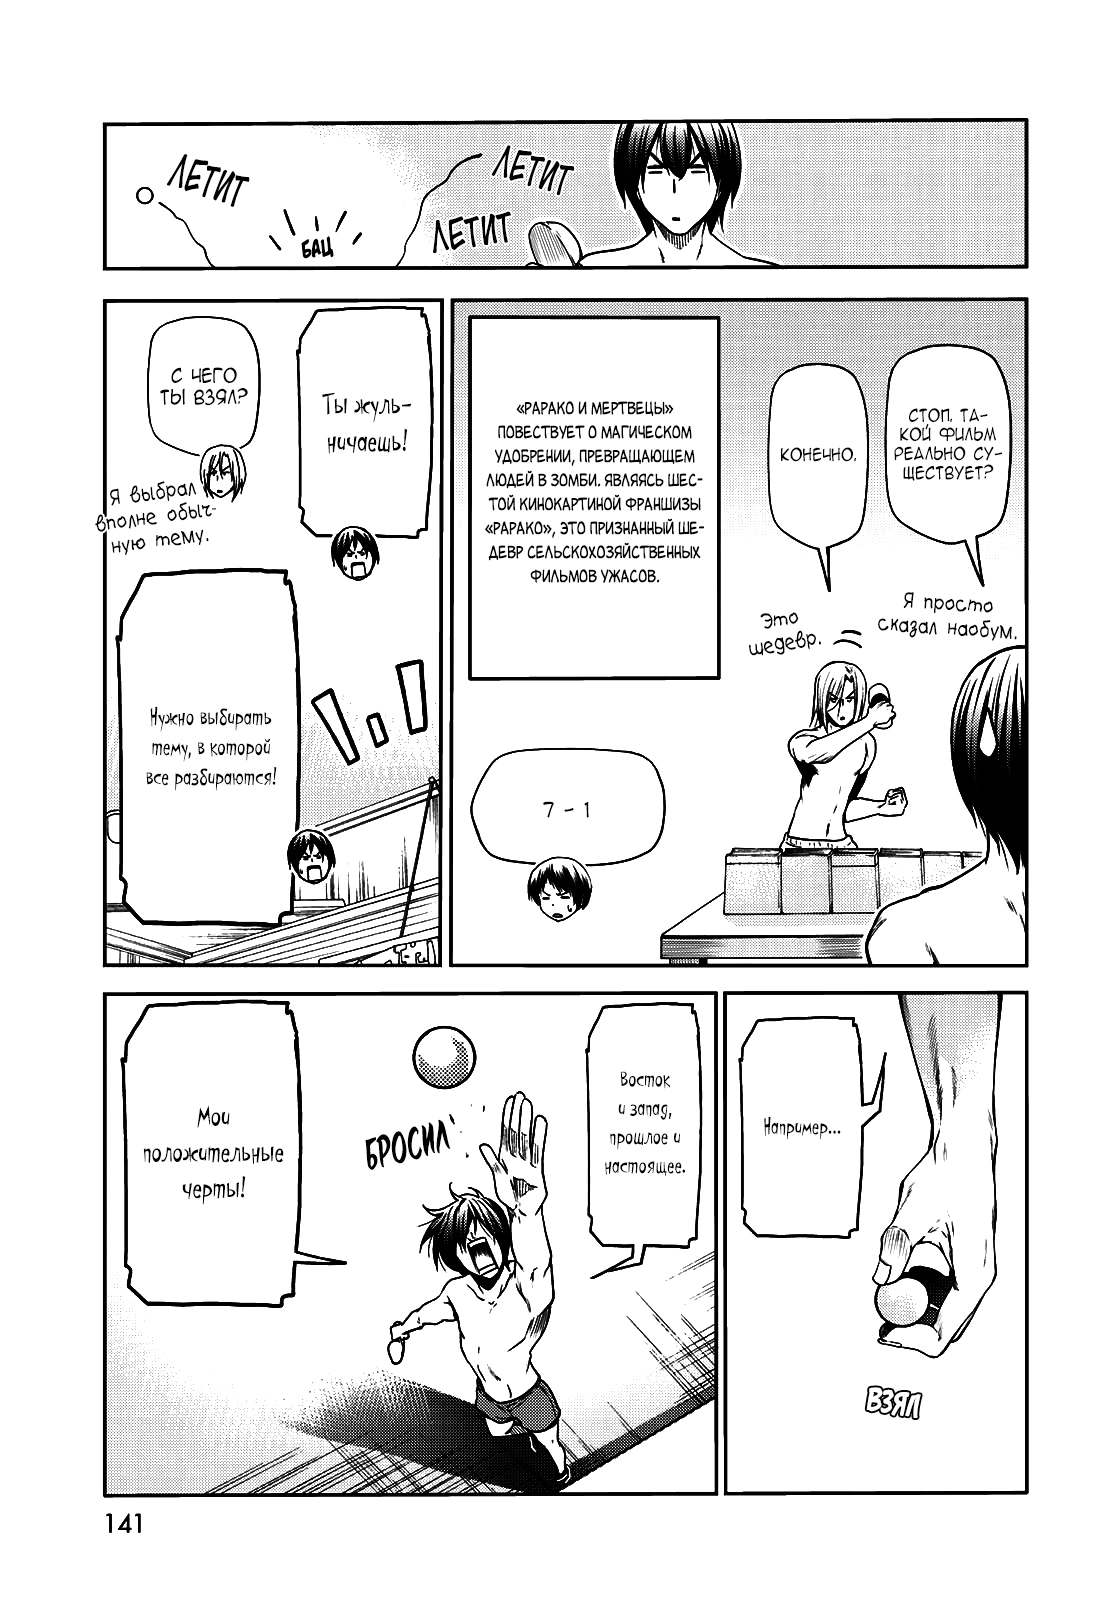 ЛЕТИТ
ЛЕТИТ
БАЦ
ЛЕТИТ
СТОП. ТА-
КОЙ ФИЛЬМ
РЕАЛЬНО СУ-
ЩЕСТВУЕТ?
Я просто
сказал наобум.
КОНЕЧНО.
Это
шедевр.
«РАРАКО И МЕРТВЕЦЫ»
ПОВЕСТВУЕТ О МАГИЧЕСКОМ
УДОБРЕНИИ, ПРЕВРАЩАЮЩЕМ
ЛЮДЕЙ В ЗОМБИ. ЯВЛЯЯСЬ ШЕС-
ТОЙ КИНОКАРТИНОЙ ФРАНШИЗЫ
«РАРАКО», ЭТО ПРИЗНАННЫЙ ШЕ-
ДЕВР СЕЛЬСКОХОЗЯЙСТВЕННЫХ
ФИЛЬМОВ УЖАСОВ.
7 - 1
Ты жуль-
ничаешь!
С ЧЕГО
ТЫ ВЗЯЛ?
Я выбрал
вполне обыч-
ную тему.
Нужно выбирать
тему, в которой
все разбираются!
Например...
ВЗЯЛ
Восток
и запад,
прошлое и
настоящее.
БРОСИЛ
Мои
положительные
черты!
141